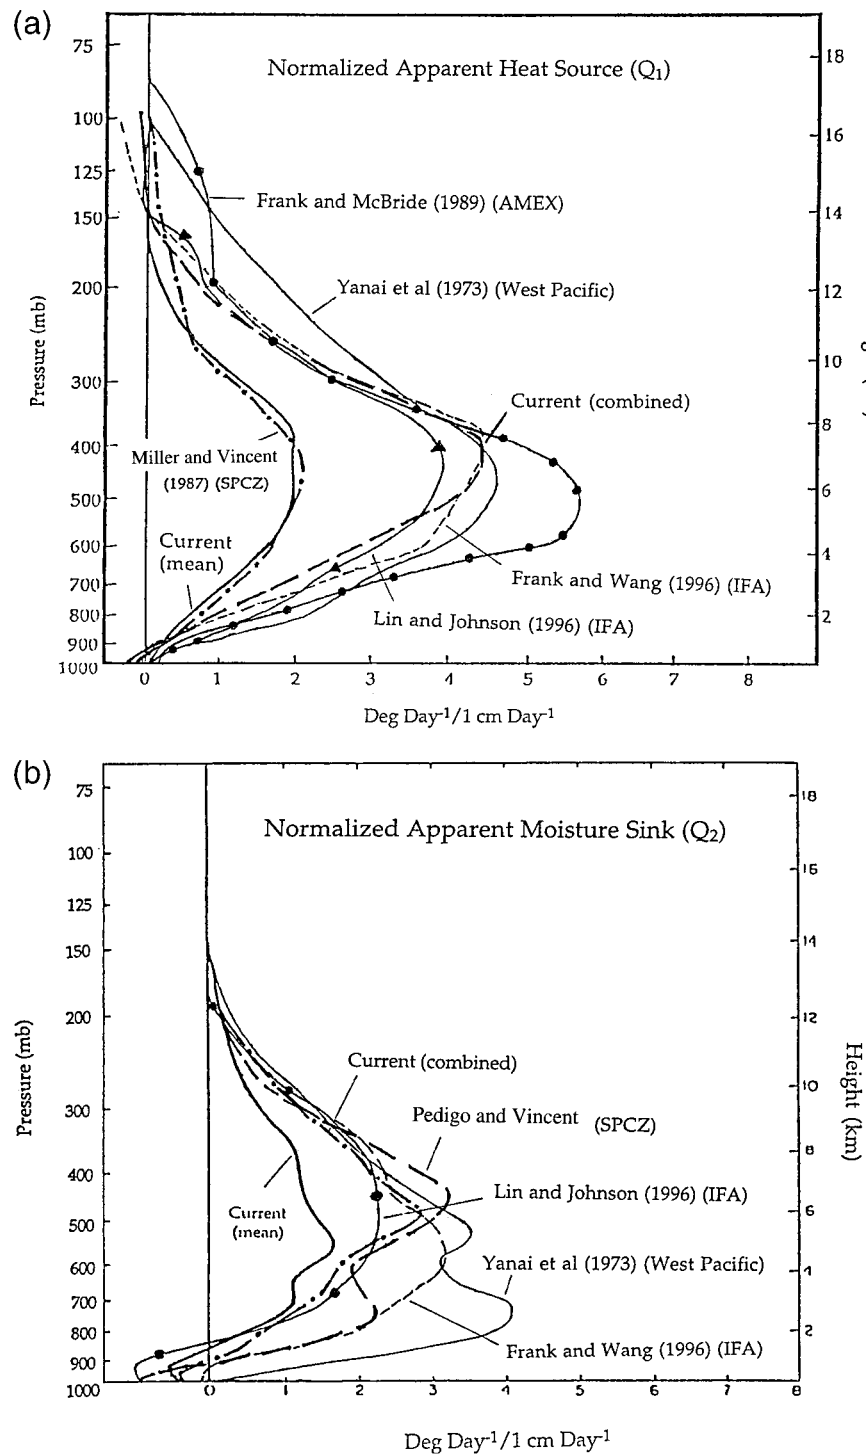 (a)
Normalized Apparent Heat Source (Q1)
75
100
125
150
200
300
400
500
600
700
800
900
1000
Pressure (mb)
18
16
14
12
10
8
6
4
2
Frank and McBride (1989) (AMEX)
Yanai et al (1973) (West Pacific)
Current (combined)
Miller and Vincent
(1987) (SPCZ)
Current
(mean)
Frank and Wang (1996) (IFA)
Lin and Johnson (1996) (IFA)
0 1 2 3 4 5 6 7 8
Deg Day-1/1 cm Day-1
(b)
Normalized Apparent Moisture Sink (Q2)
75
100
125
150
200
300
400
500
600
700
800
900
1000
Pressure (mb)
18
16
14
12
10
8
6
4
2
Height (km)
Current (combined)
Pedigo and Vincent (SPCZ)
Lin and Johnson (1996) (IFA)
Current
(mean)
Yanai et al (1973) (West Pacific)
Frank and Wang (1996) (IFA)
0 1 2 3 4 5 6 7 8
Deg Day-1/1 cm Day-1